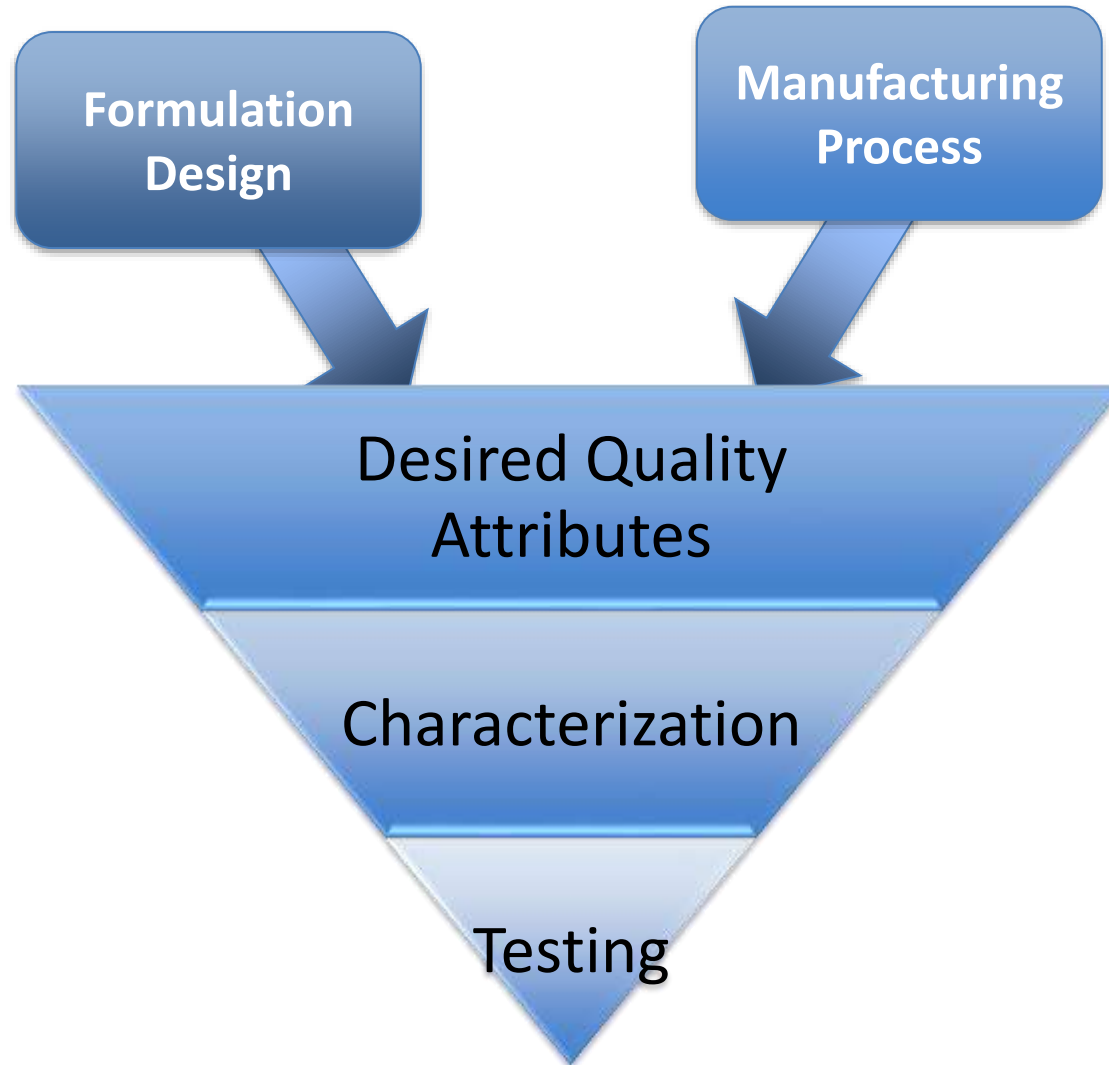 Formulation
Design
Manufacturing
Process
Desired Quality
Attributes
Characterization
Testing